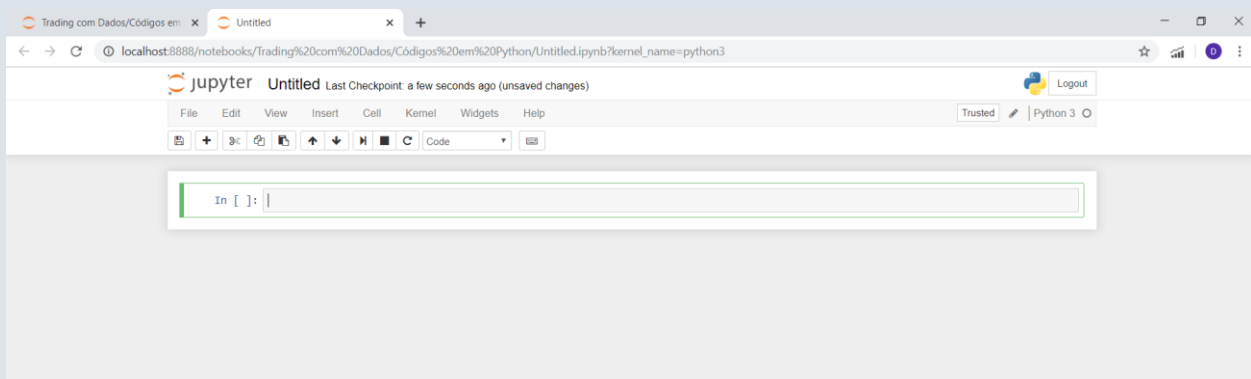 Trading com Dados/Códigos em
Untitled
localhost:8888/notebooks/Trading%20com%20Dados/Códigos%20em%20Python/Untitled.ipynb?kernel_name=python3
D
jupyter Untitled Last Checkpoint: a few seconds ago (unsaved changes)
Logout
File Edit View Insert Cell Kernel Widgets Help
Trusted Python 3
Code
In [ ]: